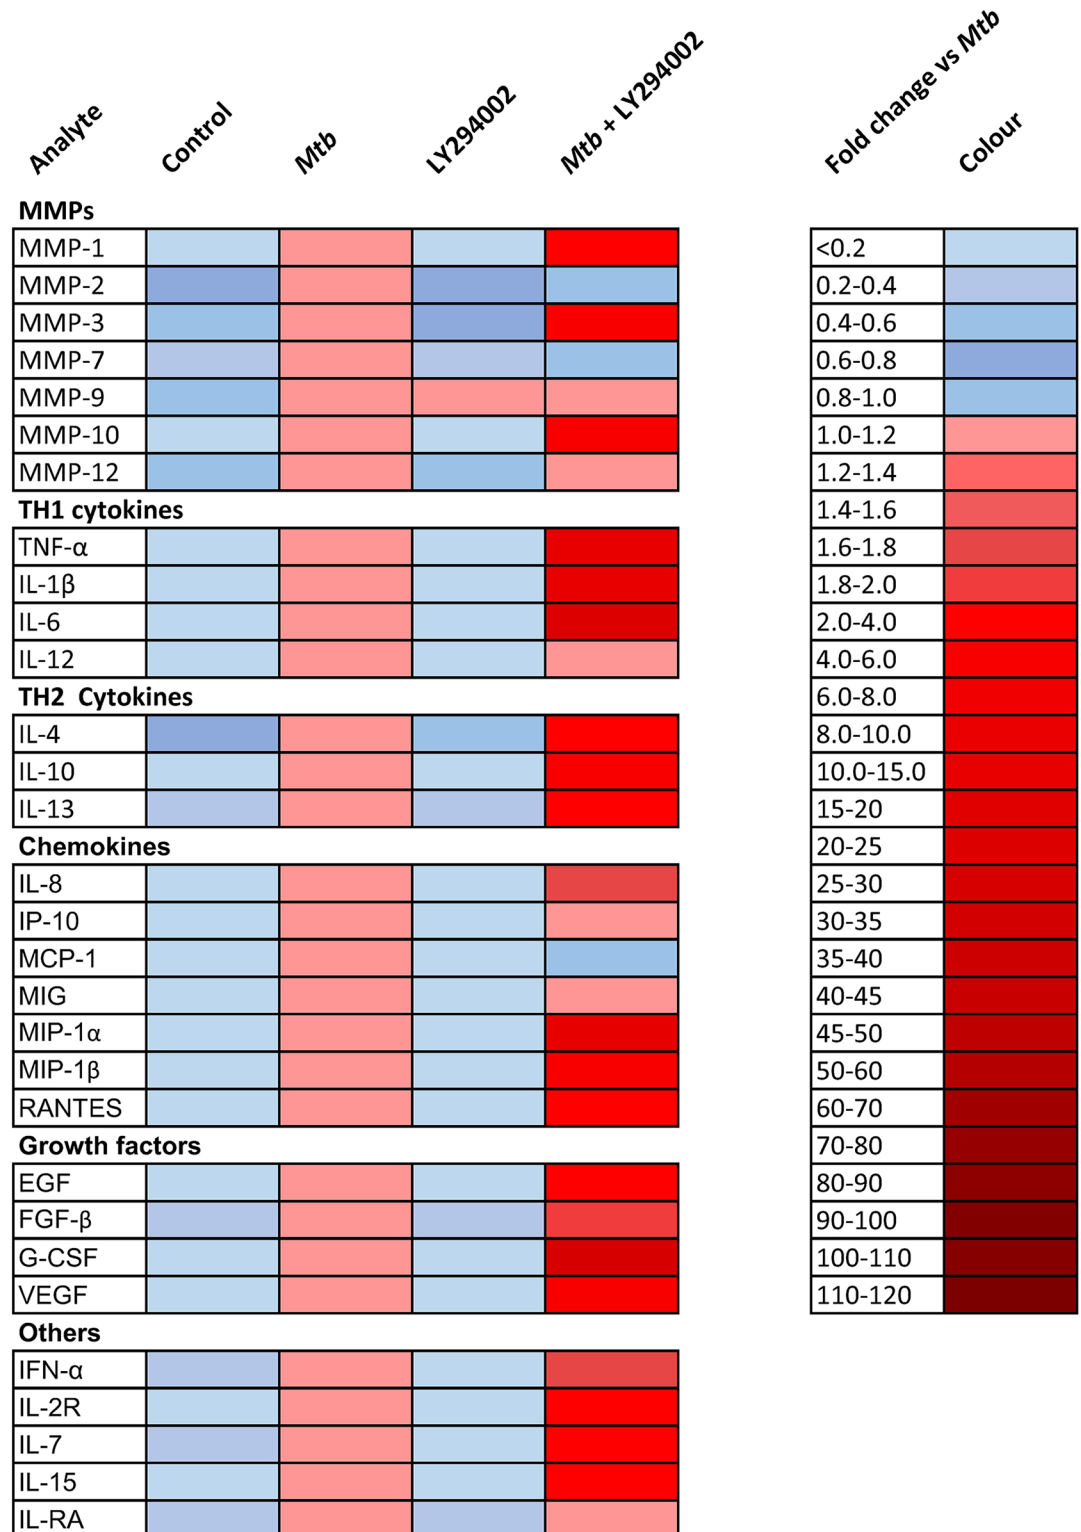 Analyte Control Mtb LY294002 Mtb + LY294002 Fold change vs Mtb Colour
MMPs
MMP-1 <0.2
MMP-2 0.2-0.4
MMP-3 0.4-0.6
MMP-7 0.6-0.8
MMP-9 0.8-1.0
MMP-10 1.0-1.2
MMP-12 1.2-1.4
TH1 cytokines 1.4-1.6
TNF-α 1.6-1.8
IL-1β 1.8-2.0
IL-6 2.0-4.0
IL-12 4.0-6.0
TH2 Cytokines 6.0-8.0
IL-4 8.0-10.0
IL-10 10.0-15.0
IL-13 15-20
Chemokines 20-25
IL-8 25-30
IP-10 30-35
MCP-1 35-40
MIG 40-45
MIP-1α 45-50
MIP-1β 50-60
RANTES 60-70
Growth factors 70-80
EGF 80-90
FGF-β 90-100
G-CSF 100-110
VEGF 110-120
Others
IFN-α
IL-2R
IL-7
IL-15
IL-RA